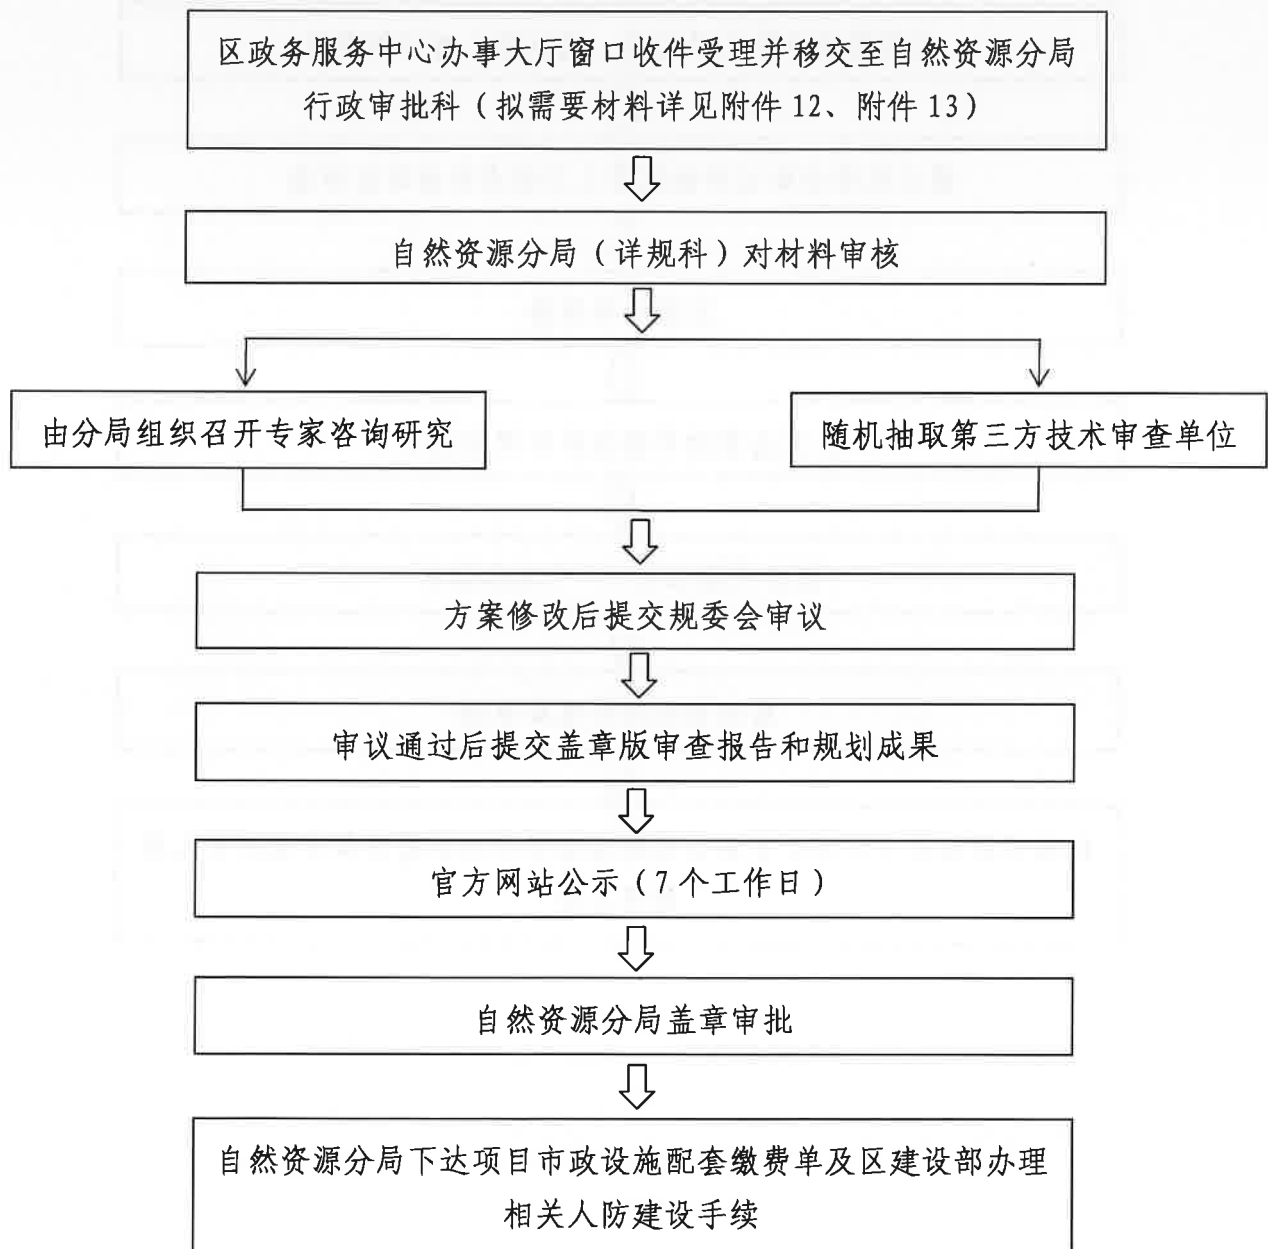 区政务服务中心办事大厅窗口收件受理并移交至自然资源分局
行政审批科（拟需要材料详见附件 12、附件 13）
自然资源分局（详规科）对材料审核
由分局组织召开专家咨询研究
随机抽取第三方技术审查单位
方案修改后提交规委会审议
审议通过后提交盖章版审查报告和规划成果
官方网站公示（7 个工作日）
自然资源分局盖章审批
自然资源分局下达项目市政设施配套缴费单及区建设部办理
相关人防建设手续